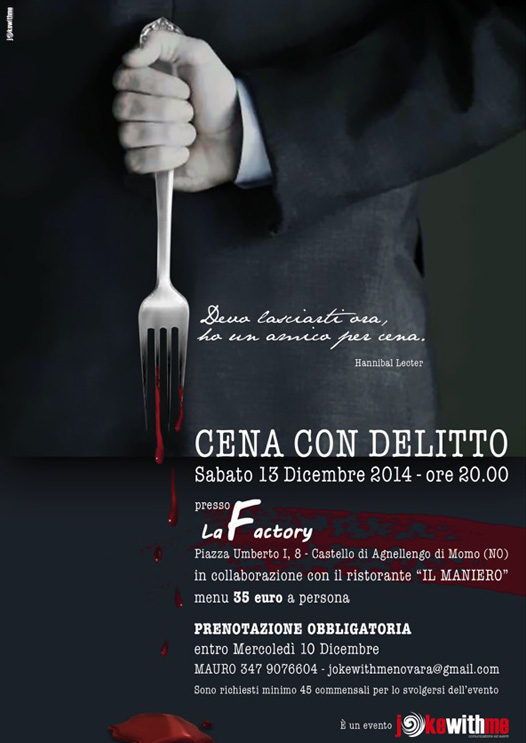 jokewithme
Devo lasciarti ora,
ho un amico per cena.
Hannibal Lecter
CENA CON DELITTO
Sabato 13 Dicembre 2014 - ore 20.00
presso
La Factory
Piazza Umberto I, 8 - Castello di Agnellengo di Momo (NO)
in collaborazione con il ristorante “IL MANIERO”
menu 35 euro a persona
PRENOTAZIONE OBBLIGATORIA
entro Mercoledì 10 Dicembre
MAURO 347 9076604 - jokewithmenovara@gmail.com
Sono richiesti minimo 45 commensali per lo svolgersi dell’evento
È un evento jokewithme